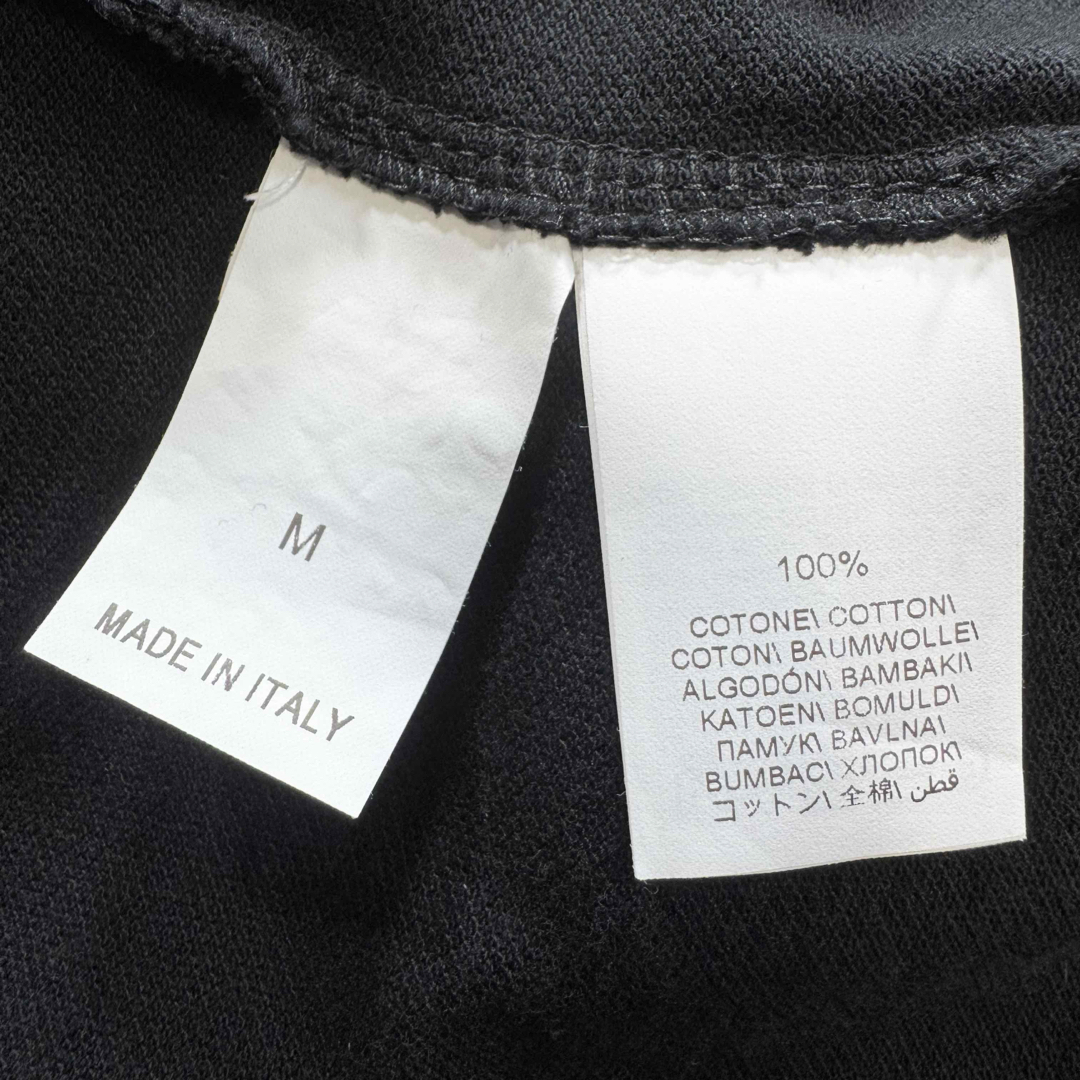 M
MADE IN ITALY
100%
COTONE\ COTTON\
COTON\ BAUMWOLLE\
ALGODÓN\ BAMBAKI\
KATOEN\ BOMULD\
ПАМУК\ BAVLNA\
BUMBAC\ ХЛОПОК\
コットン\ 全棉\ قطن